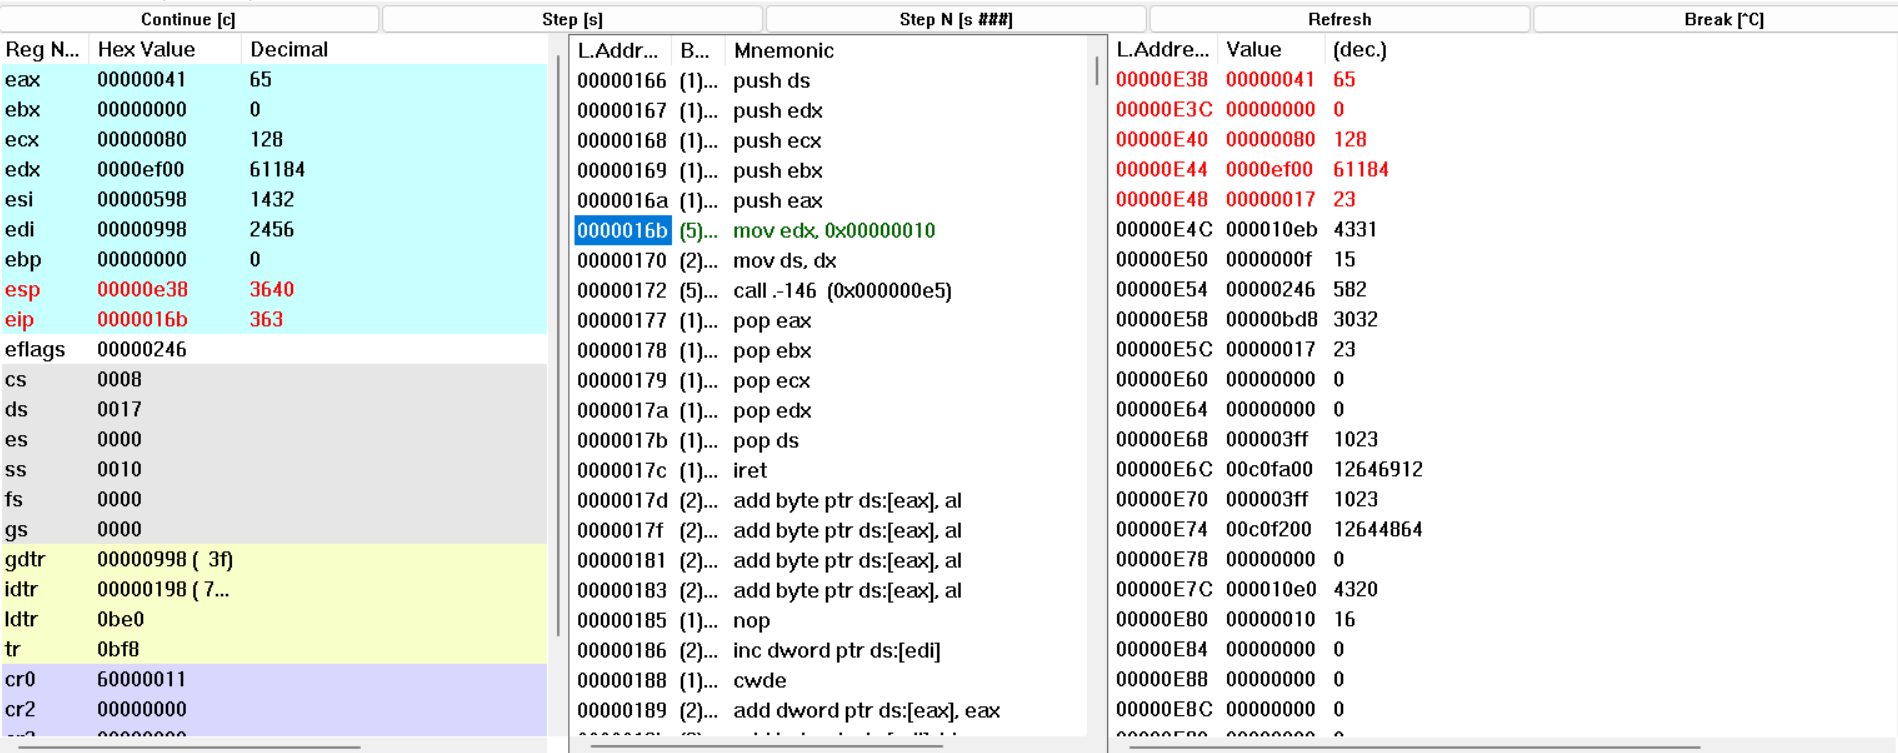 Continue [c] Step [s] Step N [s ###] Refresh Break [^C]
Reg N... Hex Value Decimal
eax 00000041 65
ebx 00000000 0
ecx 00000080 128
edx 0000ef00 61184
esi 00000598 1432
edi 00000998 2456
ebp 00000000 0
esp 00000e38 3640
eip 0000016b 363
eflags 00000246
cs 0008
ds 0017
es 0000
ss 0010
fs 0000
gs 0000
gdtr 00000998 ( 3f)
idtr 00000198 ( 7...
ldtr 0be0
tr 0bf8
cr0 60000011
cr2 00000000
L.Addr... B... Mnemonic
00000166 (1)... push ds
00000167 (1)... push edx
00000168 (1)... push ecx
00000169 (1)... push ebx
0000016a (1)... push eax
0000016b (5)... mov edx, 0x00000010
00000170 (2)... mov ds, dx
00000172 (5)... call .-146 (0x000000e5)
00000177 (1)... pop eax
00000178 (1)... pop ebx
00000179 (1)... pop ecx
0000017a (1)... pop edx
0000017b (1)... pop ds
0000017c (1)... iret
0000017d (2)... add byte ptr ds:[eax], al
0000017f (2)... add byte ptr ds:[eax], al
00000181 (2)... add byte ptr ds:[eax], al
00000183 (2)... add byte ptr ds:[eax], al
00000185 (1)... nop
00000186 (2)... inc dword ptr ds:[edi]
00000188 (1)... cwde
00000189 (2)... add dword ptr ds:[eax], eax
L.Addre... Value (dec.)
00000E38 00000041 65
00000E3C 00000000 0
00000E40 00000080 128
00000E44 0000ef00 61184
00000E48 00000017 23
00000E4C 000010eb 4331
00000E50 0000000f 15
00000E54 00000246 582
00000E58 00000bd8 3032
00000E5C 00000017 23
00000E60 00000000 0
00000E64 00000000 0
00000E68 000003ff 1023
00000E6C 00c0fa00 12646912
00000E70 000003ff 1023
00000E74 00c0f200 12644864
00000E78 00000000 0
00000E7C 000010e0 4320
00000E80 00000010 16
00000E84 00000000 0
00000E88 00000000 0
00000E8C 00000000 0